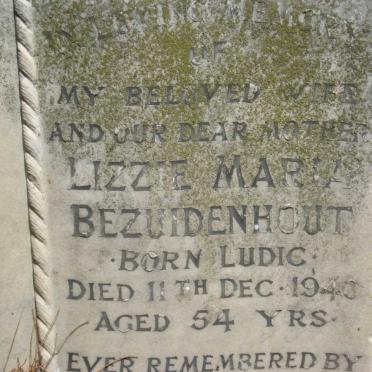 IN LOVING MEMORY
OF
MY BELOVED WIFE
AND OUR DEAR MOTHER
LIZZIE MARIA
BEZUIDENHOUT
BORN LUDIC
DIED 11TH DEC. 1940
AGED 54 YRS.
EVER REMEMBERED BY